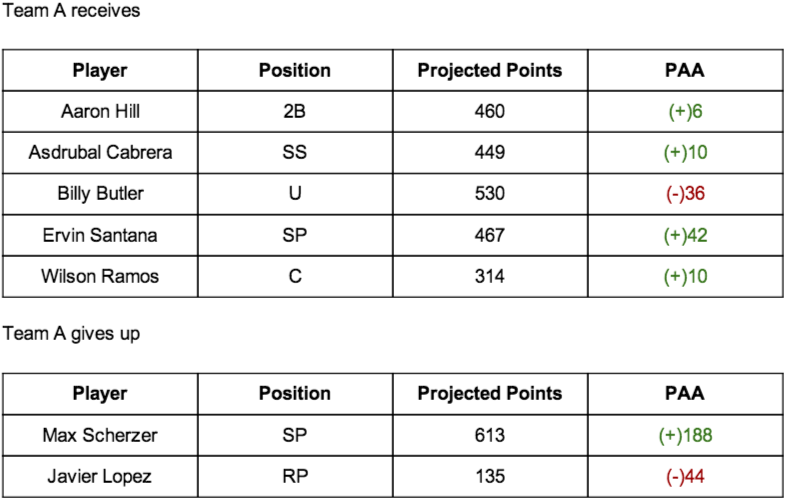 Team A receives
Player Position Projected Points PAA
Aaron Hill 2B 460 (+)6
Asdrubal Cabrera SS 449 (+)10
Billy Butler U 530 (-)36
Ervin Santana SP 467 (+)42
Wilson Ramos C 314 (+)10
Team A gives up
Player Position Projected Points PAA
Max Scherzer SP 613 (+)188
Javier Lopez RP 135 (-)44